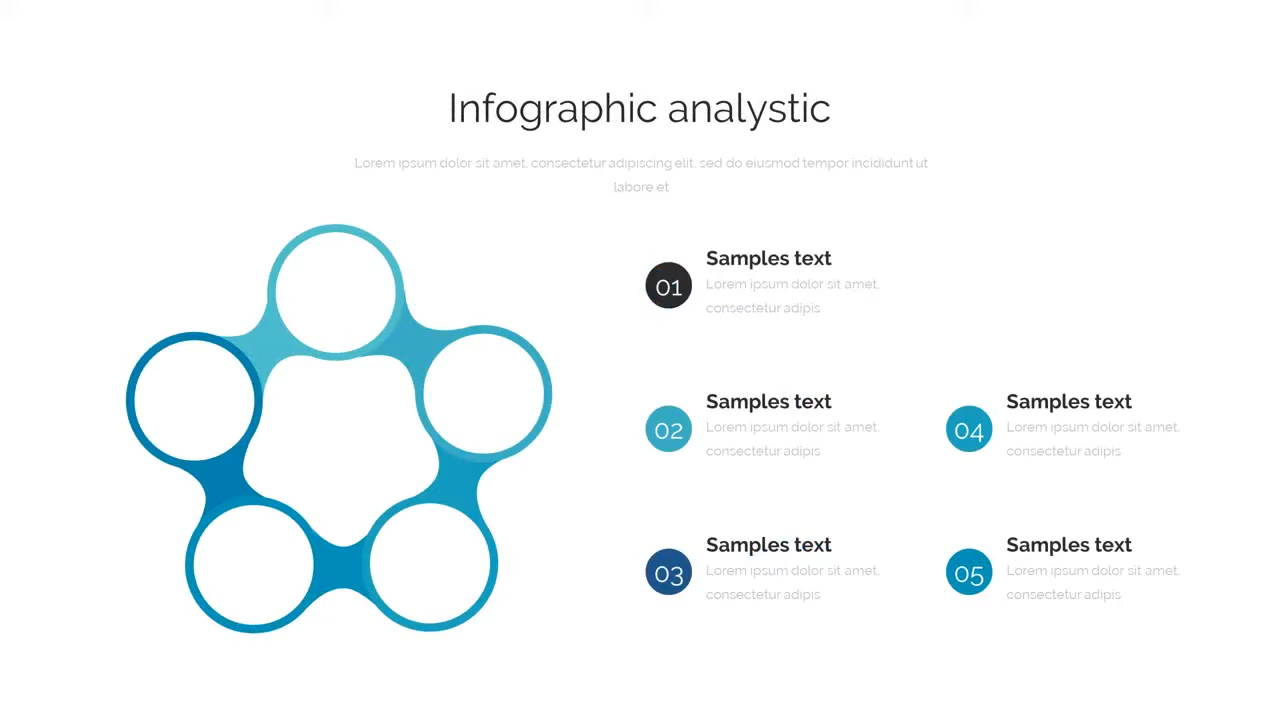 Infographic analystic
Lorem ipsum dolor sit amet, consectetur adipiscing elit, sed do eiusmod tempor incididunt ut
labore et
01
Samples text
Lorem ipsum dolor sit amet,
consectetur adipis
02
Samples text
Lorem ipsum dolor sit amet,
consectetur adipis
03
Samples text
Lorem ipsum dolor sit amet,
consectetur adipis
04
Samples text
Lorem ipsum dolor sit amet,
consectetur adipis
05
Samples text
Lorem ipsum dolor sit amet,
consectetur adipis